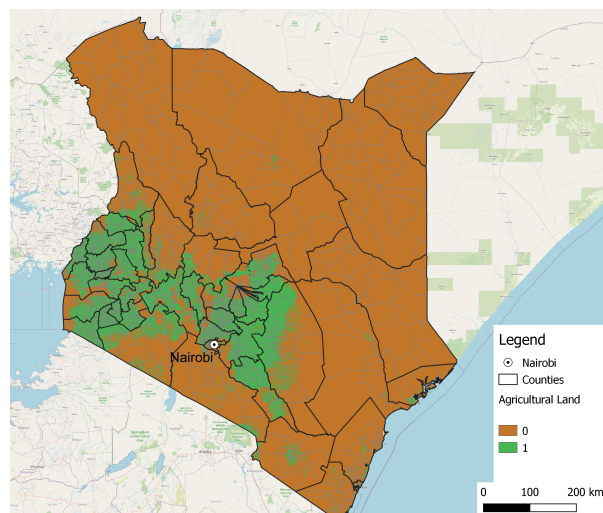 Nairobi
Legend
Nairobi
Counties
Agricultural Land
0
1
0 100 200 km